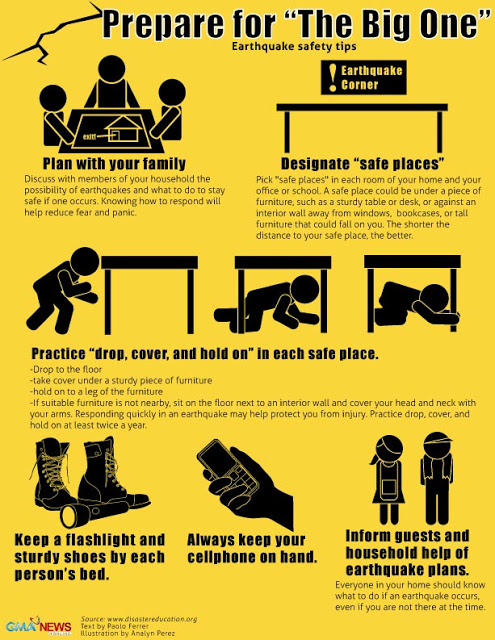 Prepare for “The Big One”
Earthquake safety tips
! Earthquake
Corner
exit!
Plan with your family
Discuss with members of your household the
possibility of earthquakes and what to do to stay
safe if one occurs. Knowing how to respond will
help reduce fear and panic.
Designate “safe places”
Pick "safe places" in each room of your home and your
office or school. A safe place could be under a piece of
furniture, such as a sturdy table or desk, or against an
interior wall away from windows, bookcases, or tall
furniture that could fall on you. The shorter the
distance to your safe place, the better.
Practice “drop, cover, and hold on” in each safe place.
-Drop to the floor
-take cover under a sturdy piece of furniture
-hold on to a leg of the furniture
-If suitable furniture is not nearby, sit on the floor next to an interior wall and cover your head and neck with
your arms. Responding quickly in an earthquake may help protect you from injury. Practice drop, cover, and
hold on at least twice a year.
Keep a flashlight and
sturdy shoes by each
person’s bed.
Always keep your
cellphone on hand.
Inform guests and
household help of
earthquake plans.
Everyone in your home should know
what to do if an earthquake occurs,
even if you are not there at the time.
GMA NEWS
ONLINE
Source: www.disastereducation.org
Text by Paolo Ferrer
Illustration by Analyn Perez